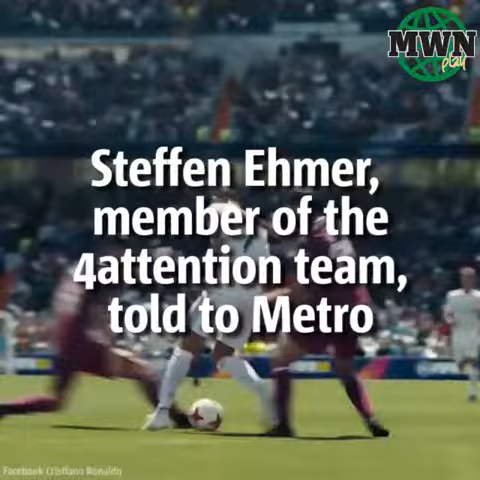 MWN
play
Steffen Ehmer,
member of the
4attention team,
told to Metro
Facebook Cristiano Ronaldo